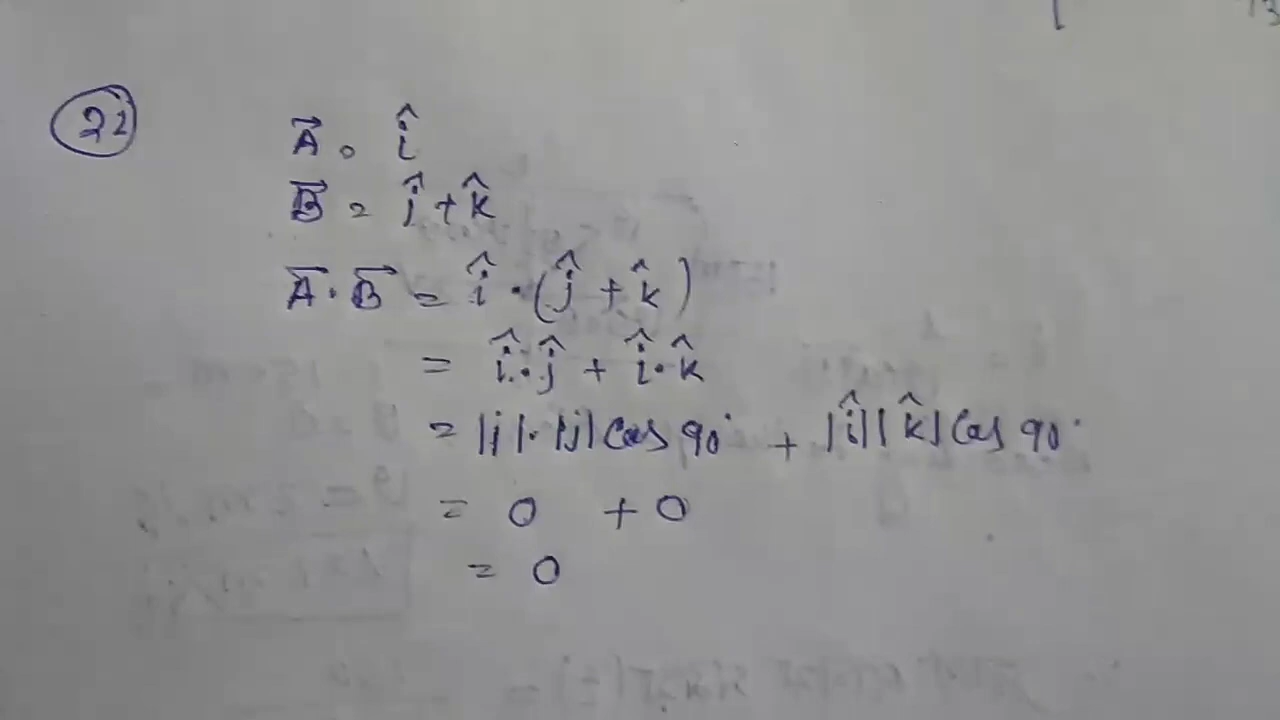 22
A⃗ = î
B⃗ = ĵ + k̂
A⃗ · B⃗ = î · (ĵ + k̂)
= î · ĵ + î · k̂
= |i| · |j| Cos 90° + |î| |k̂| Cos 90°
= 0 + 0
= 0